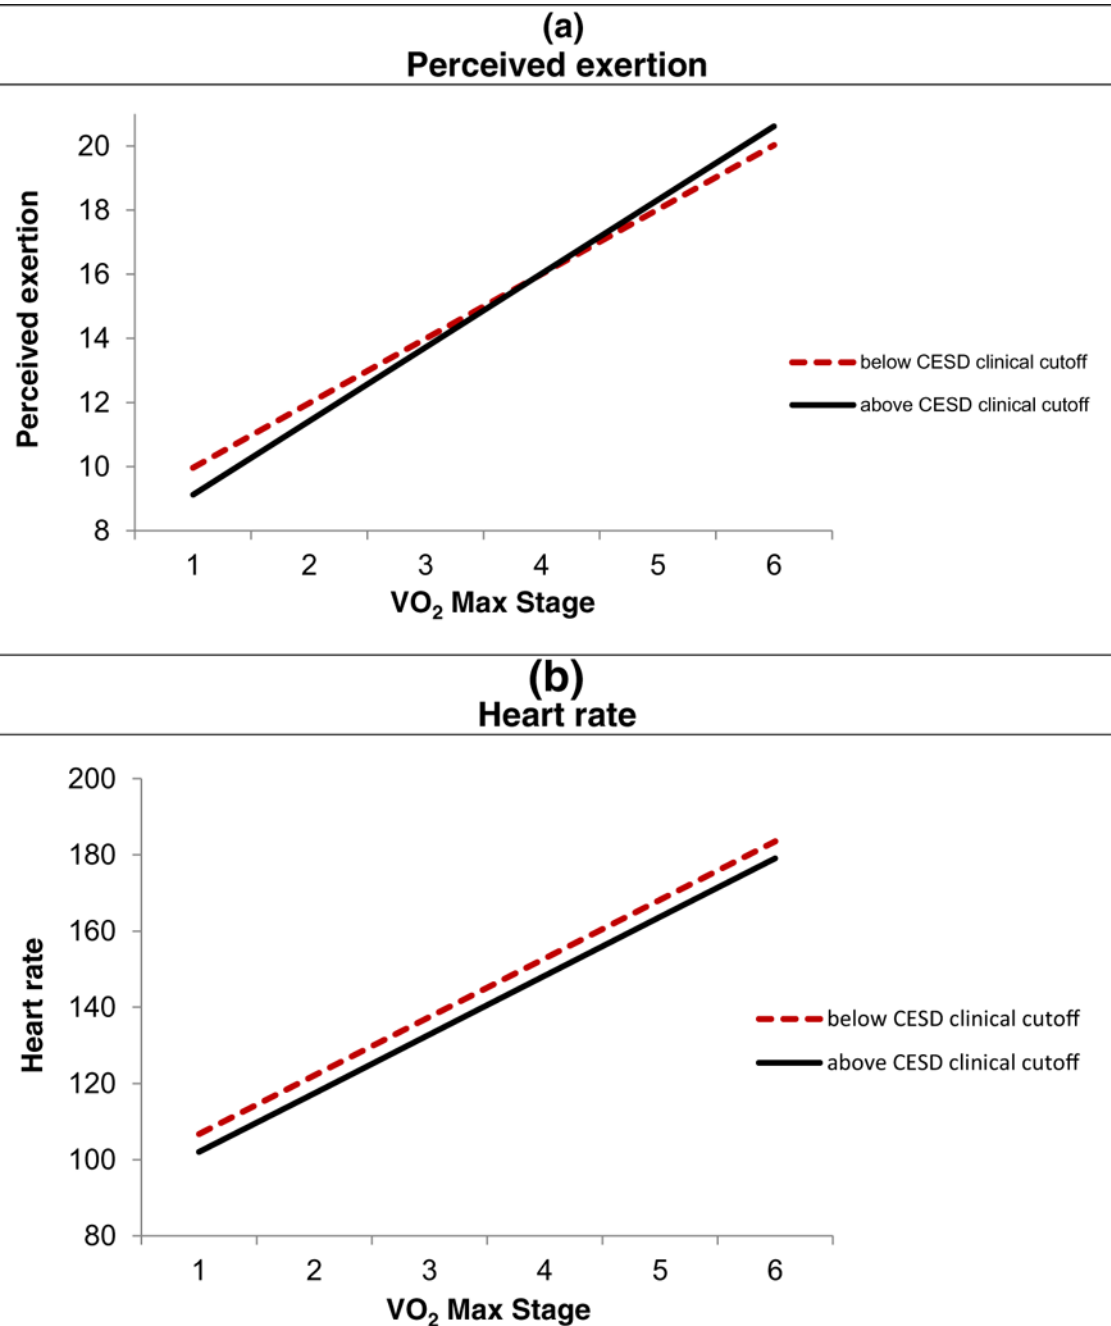 (a)
Perceived exertion
20
18
16
14
12
10
8
Perceived exertion
1 2 3 4 5 6
VO₂ Max Stage
below CESD clinical cutoff
above CESD clinical cutoff
(b)
Heart rate
200
180
160
140
120
100
80
Heart rate
1 2 3 4 5 6
VO₂ Max Stage
below CESD clinical cutoff
above CESD clinical cutoff